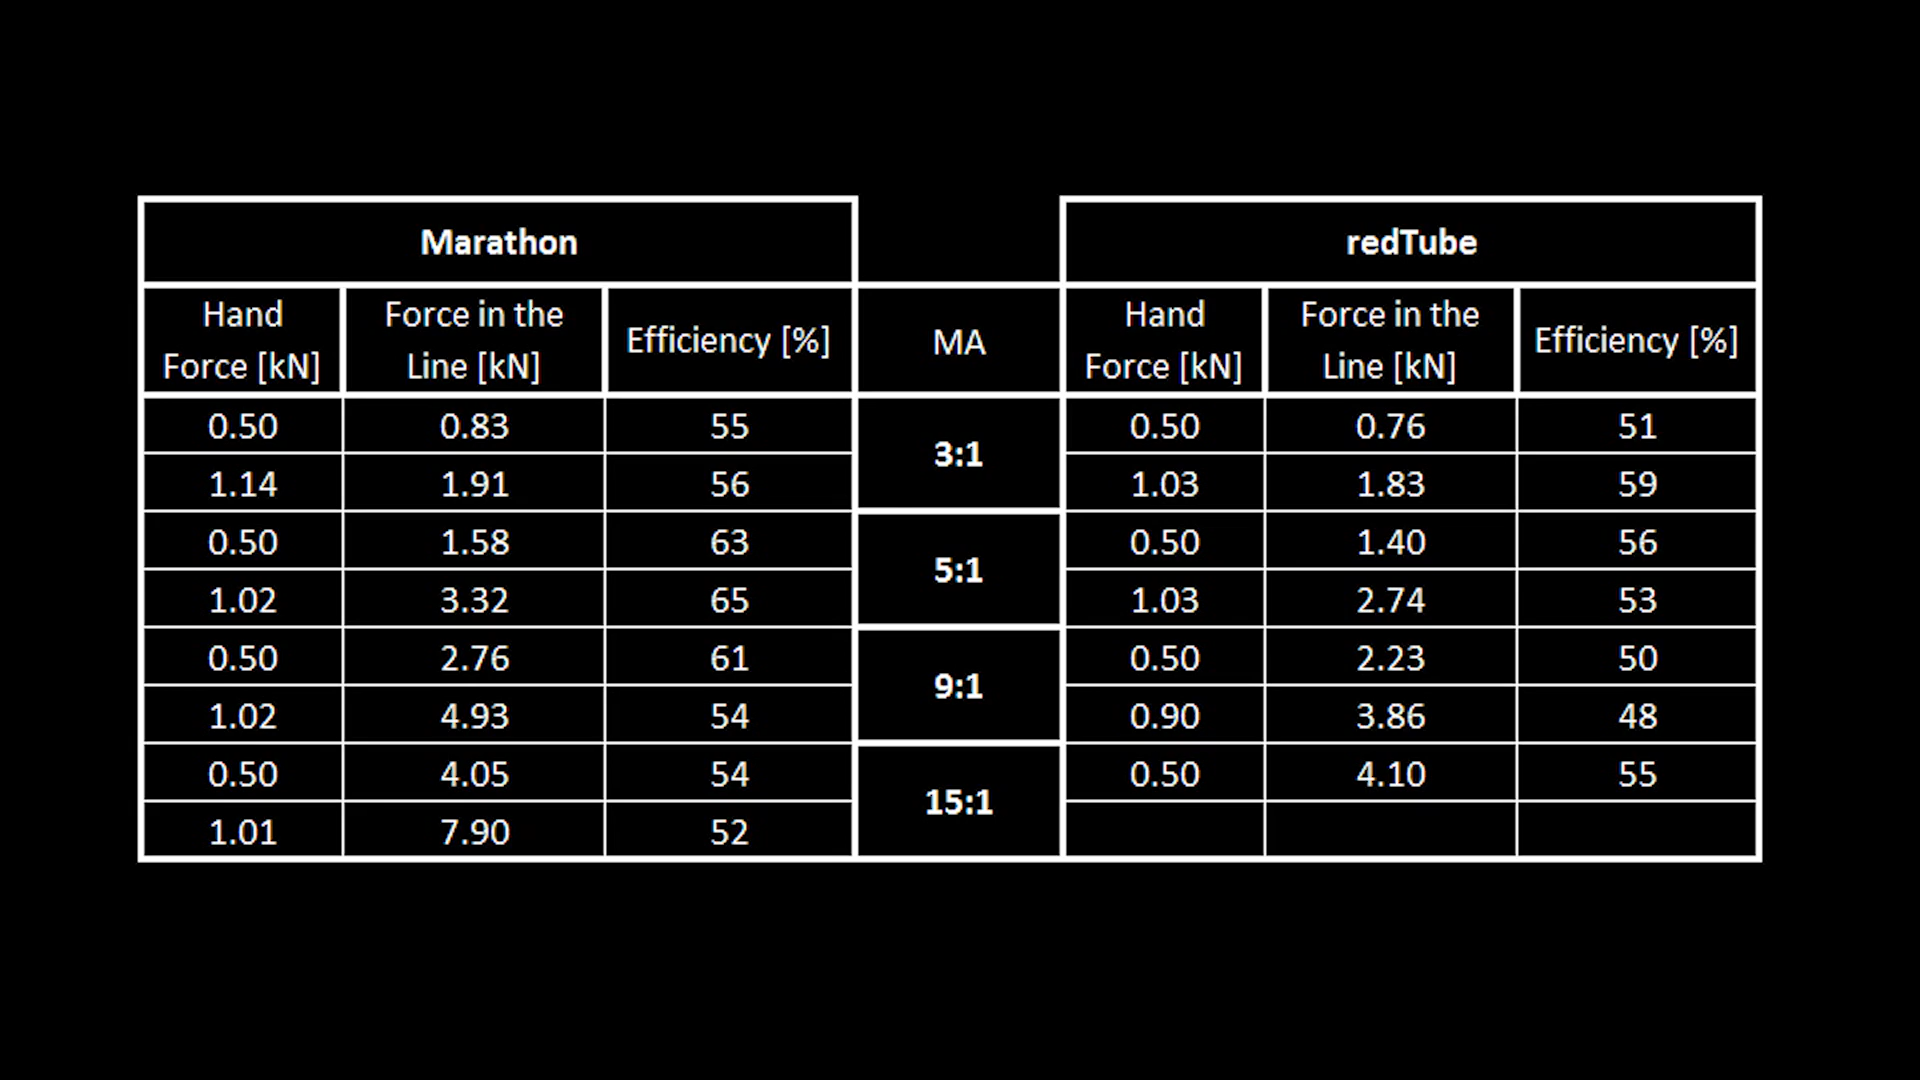 Marathon redTube
Hand Force [kN] Force in the Line [kN] Efficiency [%] MA Hand Force [kN] Force in the Line [kN] Efficiency [%]
0.50 0.83 55 3:1 0.50 0.76 51
1.14 1.91 56 1.03 1.83 59
0.50 1.58 63 5:1 0.50 1.40 56
1.02 3.32 65 1.03 2.74 53
0.50 2.76 61 9:1 0.50 2.23 50
1.02 4.93 54 0.90 3.86 48
0.50 4.05 54 15:1 0.50 4.10 55
1.01 7.90 52